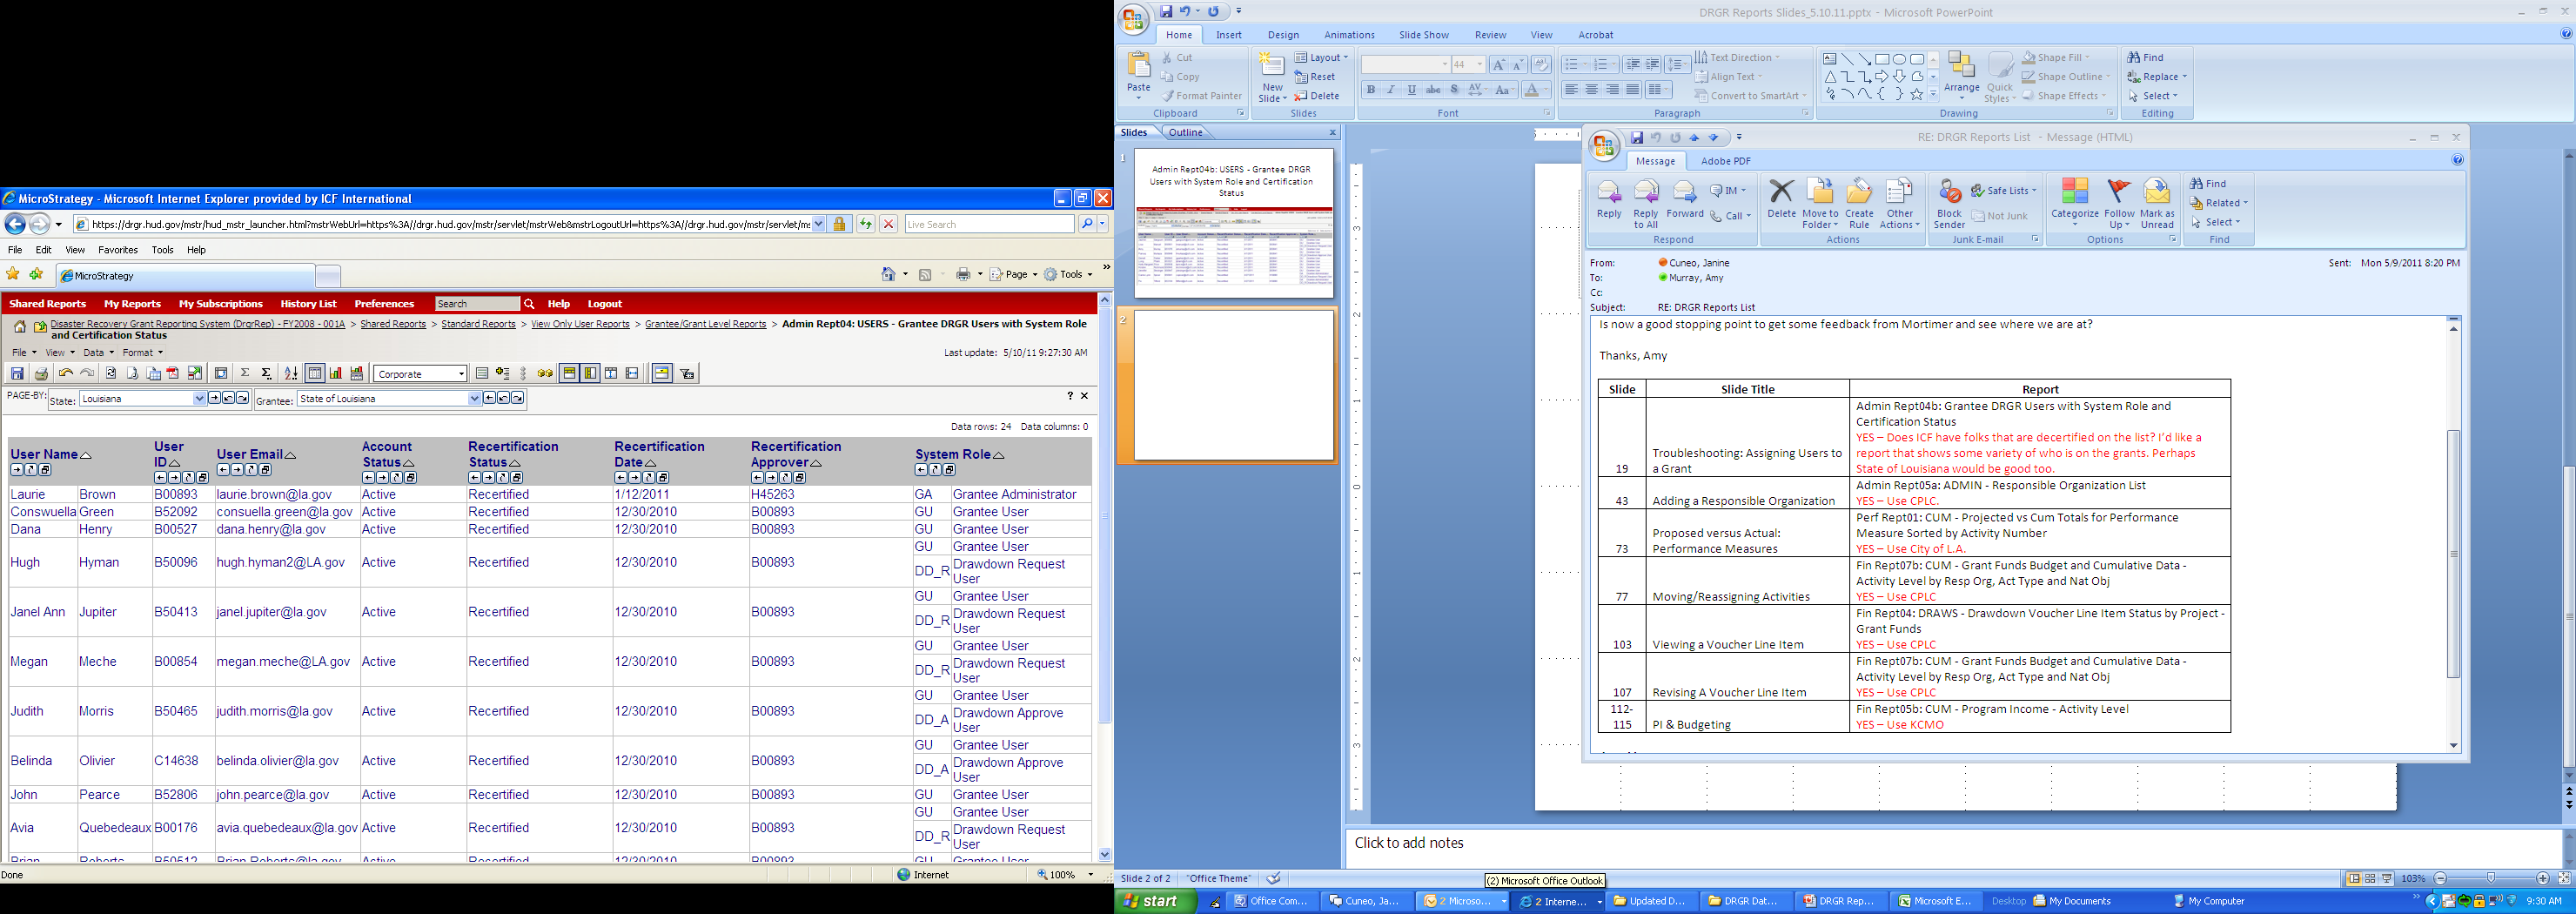 MicroStrategy - Microsoft Internet Explorer provided by ICF International
https://drgr.hud.gov/mstr/hud_mstr_launcher.html?mstrWebUrl=https%3A//drgr.hud.gov/mstr/servlet/mstrWeb&mstrLogoutUrl=https%3A//drgr.hud.gov/mstr/servlet/m
Live Search
File Edit View Favorites Tools Help
MicroStrategy
Page Tools
Shared Reports My Reports My Subscriptions History List Preferences Search Help Logout
Disaster Recovery Grant Reporting System (DrgrRep) - FY2008 - 001A > Shared Reports > Standard Reports > View Only User Reports > Grantee/Grant Level Reports > Admin Rept04: USERS - Grantee DRGR Users with System Role
and Certification Status
File View Data Format
Last update: 5/10/11 9:27:30 AM
Corporate
PAGE-BY: State: Louisiana Grantee: State of Louisiana
Data rows: 24 Data columns: 0
User Name User ID User Email Account Status Recertification Status Recertification Date Recertification Approver System Role
Laurie Brown B00893 laurie.brown@la.gov Active Recertified 1/12/2011 H45263 GA Grantee Administrator
Conswuella Green B52092 consuella.green@la.gov Active Recertified 12/30/2010 B00893 GU Grantee User
Dana Henry B00527 dana.henry@la.gov Active Recertified 12/30/2010 B00893 GU Grantee User
Hugh Hyman B50096 hugh.hyman2@LA.gov Active Recertified 12/30/2010 B00893 GU Grantee User
DD_R Drawdown Request User
Janel Ann Jupiter B50413 janel.jupiter@la.gov Active Recertified 12/30/2010 B00893 GU Grantee User
DD_R Drawdown Request User
Megan Meche B00854 megan.meche@LA.gov Active Recertified 12/30/2010 B00893 GU Grantee User
DD_R Drawdown Request User
Judith Morris B50465 judith.morris@la.gov Active Recertified 12/30/2010 B00893 GU Grantee User
DD_A Drawdown Approve User
Belinda Olivier C14638 belinda.olivier@la.gov Active Recertified 12/30/2010 B00893 GU Grantee User
DD_A Drawdown Approve User
John Pearce B52806 john.pearce@la.gov Active Recertified 12/30/2010 B00893 GU Grantee User
Avia Quebedeaux B00176 avia.quebedeaux@la.gov Active Recertified 12/30/2010 B00893 GU Grantee User
DD_R Drawdown Request User
Brian Roberts B50512 Brian.Roberts@la.gov Active Recertified 12/30/2010 B00893 GU Grantee User
Done Internet 100%
DRGR Reports Slides_5.10.11.pptx - Microsoft PowerPoint
Home Insert Design Animations Slide Show Review View Acrobat
Paste Cut Copy Format Painter Clipboard
New Slide Layout Reset Delete Slides
44 Font
Text Direction Align Text Convert to SmartArt Paragraph
Arrange Quick Styles Shape Fill Shape Outline Shape Effects Drawing
Find Replace Select Editing
Slides Outline
1
Admin Rept04b: USERS - Grantee DRGR
Users with System Role and Certification
Status
2
RE: DRGR Reports List - Message (HTML)
Message Adobe PDF
Reply Reply to All Forward IM Call Respond
Delete Move to Folder Create Rule Other Actions Actions
Block Sender Safe Lists Not Junk Junk E-mail
Categorize Follow Up Mark as Unread Options
Find Related Select Find
From: Cuneo, Janine Sent: Mon 5/9/2011 8:20 PM
To: Murray, Amy
Cc:
Subject: RE: DRGR Reports List
Is now a good stopping point to get some feedback from Mortimer and see where we are at?
Thanks, Amy
Slide Slide Title Report
19 Troubleshooting: Assigning Users to a Grant
Admin Rept04b: Grantee DRGR Users with System Role and
Certification Status
YES – Does ICF have folks that are decertified on the list? I'd like a
report that shows some variety of who is on the grants. Perhaps
State of Louisiana would be good too.
43 Adding a Responsible Organization
Admin Rept05a: ADMIN - Responsible Organization List
YES – Use CPLC.
73 Proposed versus Actual: Performance Measures
Perf Rept01: CUM - Projected vs Cum Totals for Performance
Measure Sorted by Activity Number
YES – Use City of L.A.
77 Moving/Reassigning Activities
Fin Rept07b: CUM - Grant Funds Budget and Cumulative Data -
Activity Level by Resp Org, Act Type and Nat Obj
YES – Use CPLC
103 Viewing a Voucher Line Item
Fin Rept04: DRAWS - Drawdown Voucher Line Item Status by Project -
Grant Funds
YES – Use CPLC
107 Revising A Voucher Line Item
Fin Rept07b: CUM - Grant Funds Budget and Cumulative Data -
Activity Level by Resp Org, Act Type and Nat Obj
YES – Use CPLC
112-115 PI & Budgeting
Fin Rept05b: CUM - Program Income - Activity Level
YES – Use KCMO
Click to add notes
Slide 2 of 2 "Office Theme" 103%
(2) Microsoft Office Outlook
start Office Com... Cuneo, Ja... 2 Microso... 2 Interne... Updated D... DRGR Dat... DRGR Rep... Microsoft E... Desktop My Documents My Computer 9:30 AM